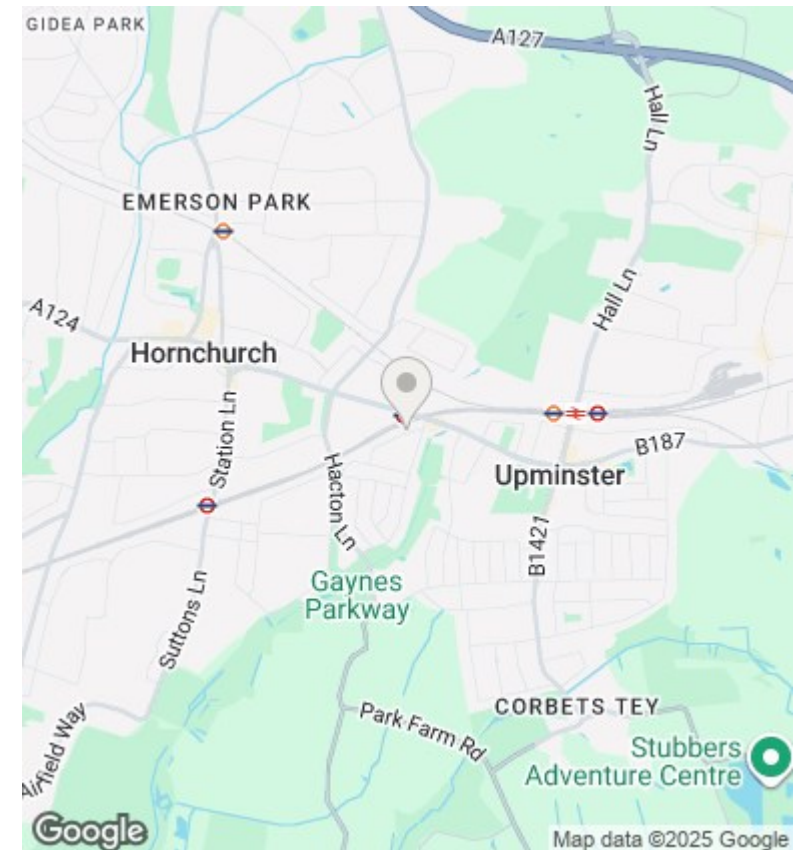 GIDEA PARK
A127
Hall Ln
EMERSON PARK
A124
Hall Ln
Hornchurch
Station Ln
B187
Hacton Ln
Upminster
B1421
Gaynes
Parkway
Suttons Ln
CORBETS TEY
Park Farm Rd
Stubbers
Adventure Centre
Airfield Way
Google
Map data ©2025 Google